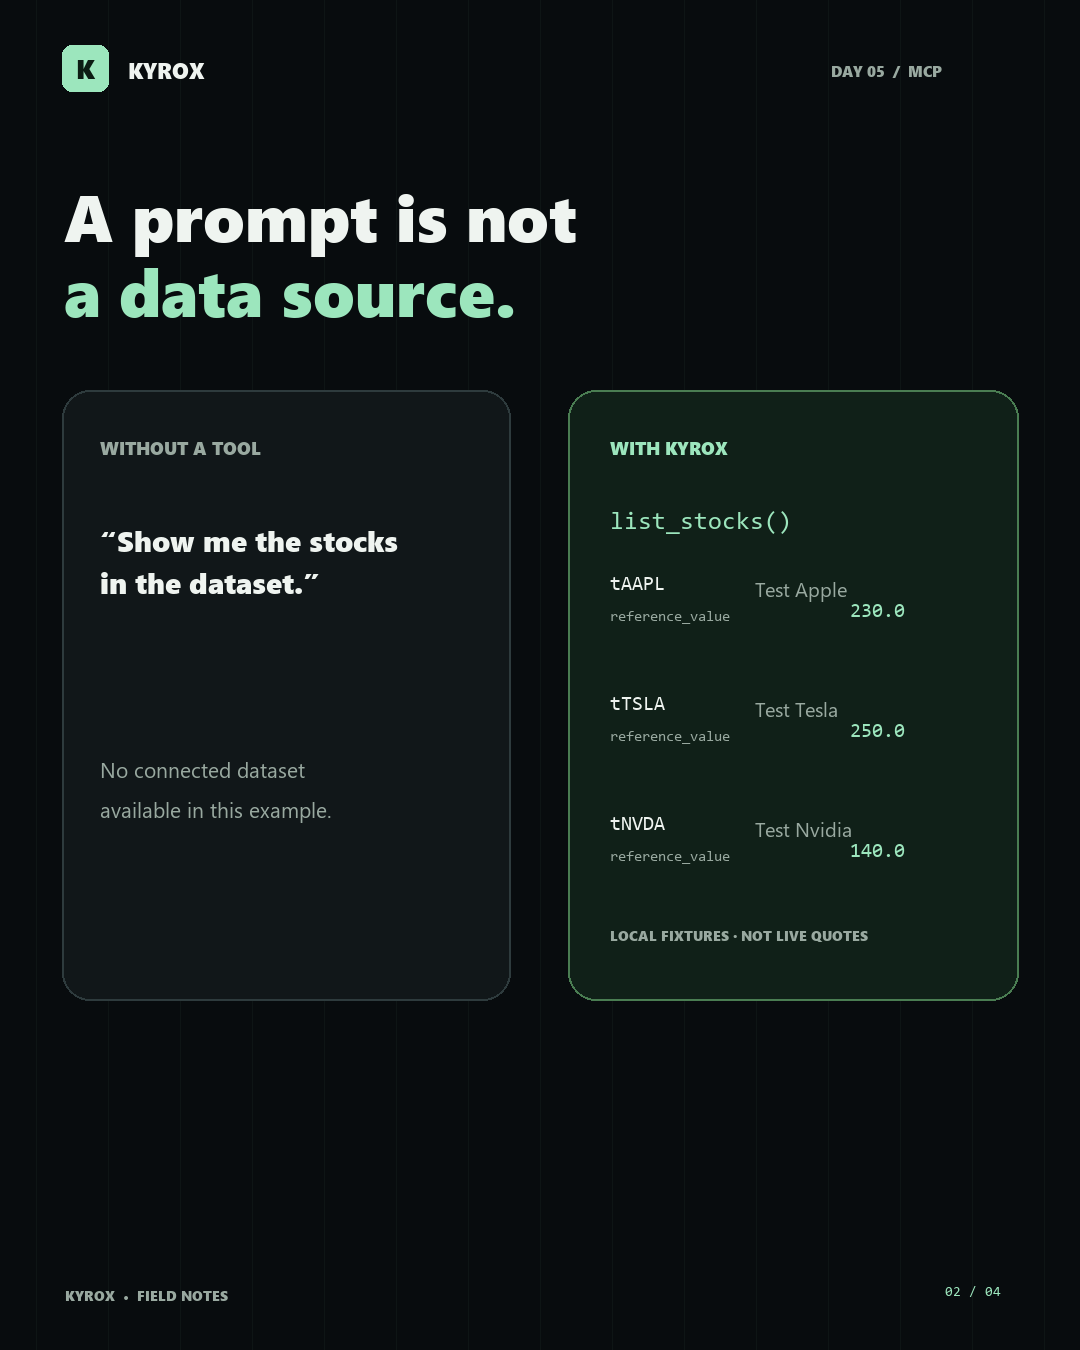 K KYROX
DAY 05 / MCP
A prompt is not
a data source.
WITHOUT A TOOL
“Show me the stocks
in the dataset.”
No connected dataset
available in this example.
WITH KYROX
list_stocks()
tAAPL Test Apple
reference_value 230.0
tTSLA Test Tesla
reference_value 250.0
tNVDA Test Nvidia
reference_value 140.0
LOCAL FIXTURES · NOT LIVE QUOTES
KYROX • FIELD NOTES
02 / 04